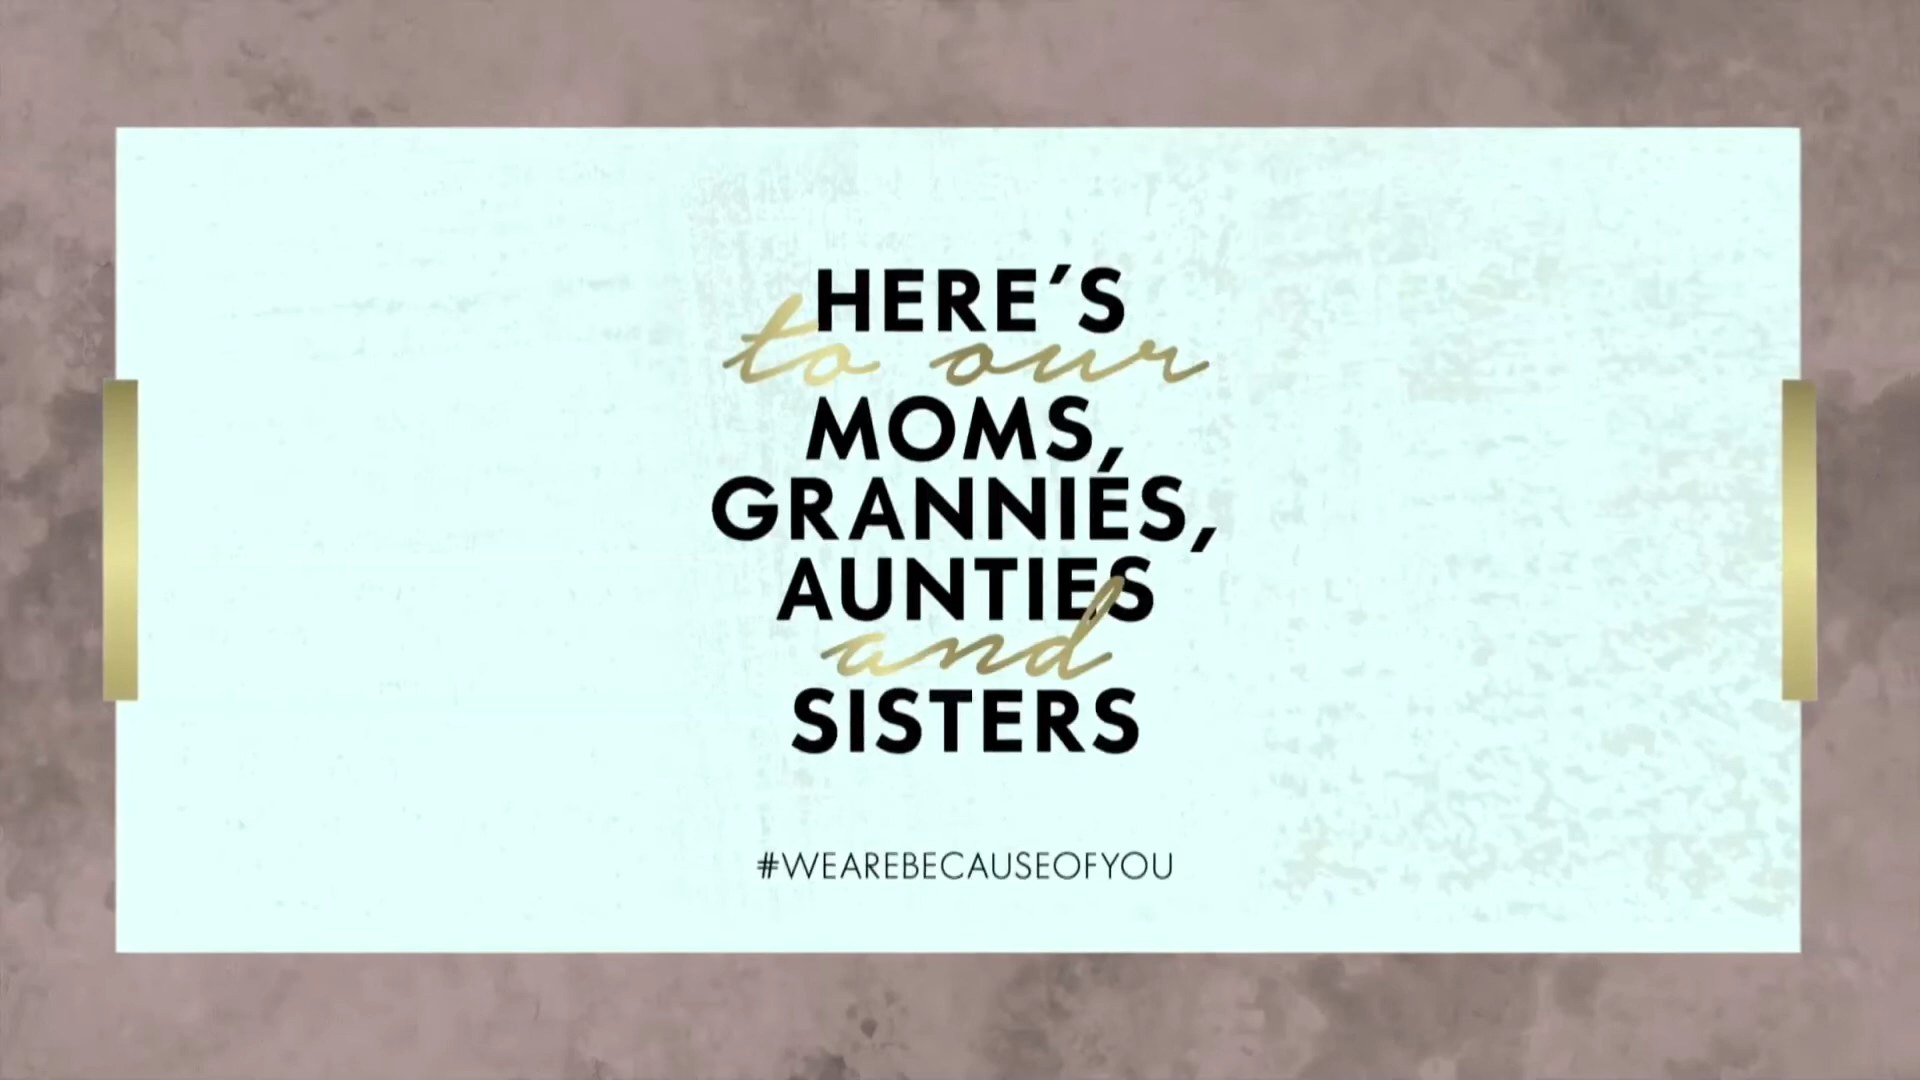 HERE'S
to our
MOMS,
GRANNIES,
AUNTIES
and
SISTERS
#WEAREBECAUSEOFYOU